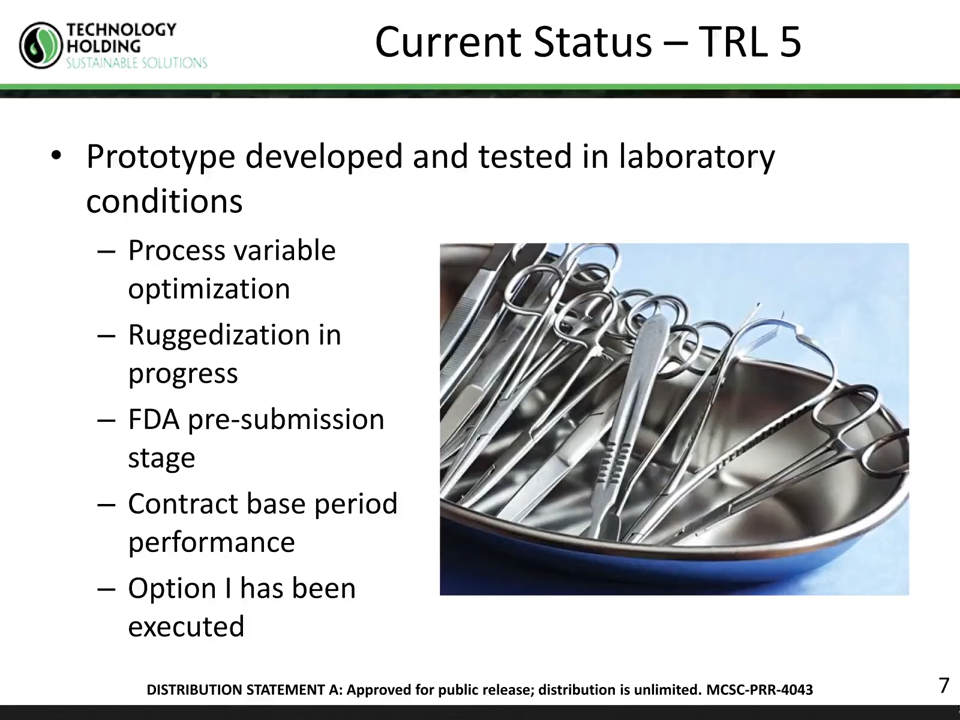 TECHNOLOGY
HOLDING
SUSTAINABLE SOLUTIONS
Current Status – TRL 5
• Prototype developed and tested in laboratory
conditions
– Process variable
optimization
– Ruggedization in
progress
– FDA pre-submission
stage
– Contract base period
performance
– Option I has been
executed
DISTRIBUTION STATEMENT A: Approved for public release; distribution is unlimited. MCSC-PRR-4043
7